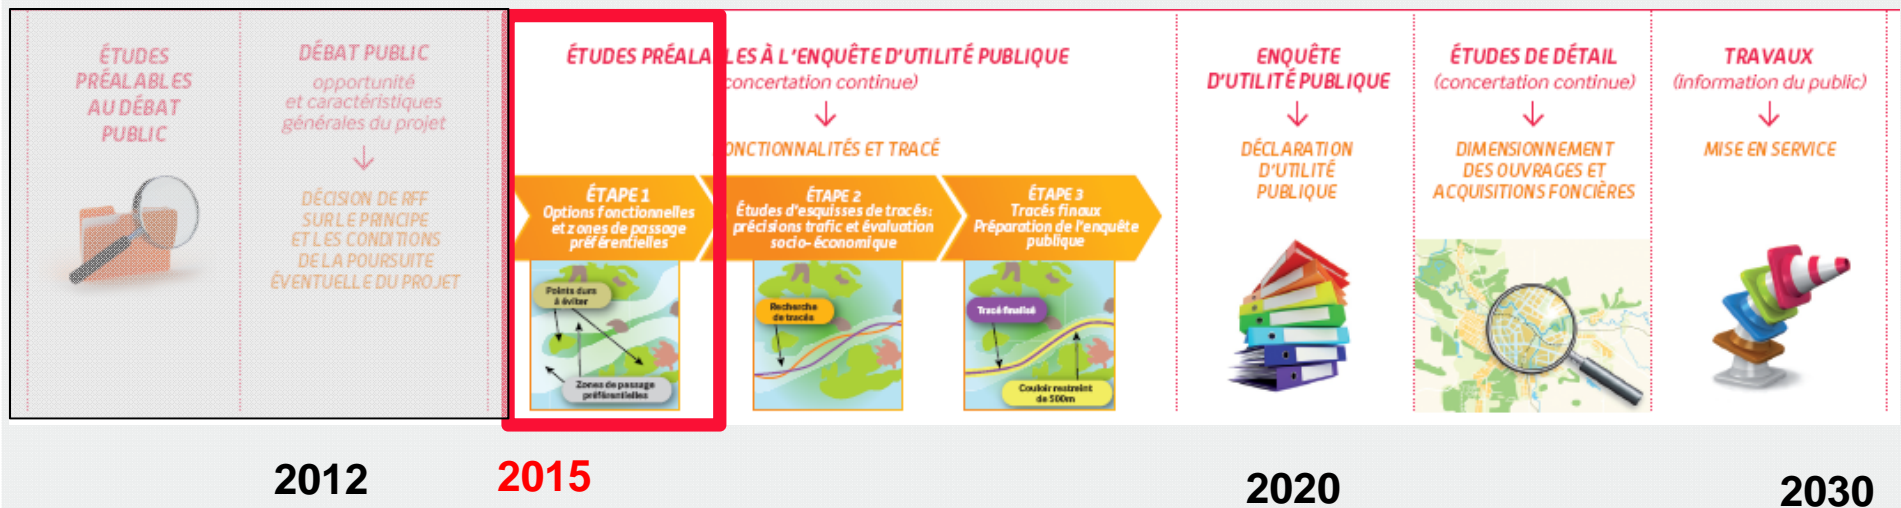 ÉTUDES
PRÉALABLES
AU DÉBAT
PUBLIC
DÉBAT PUBLIC
opportunité
et caractéristiques
générales du projet
DÉCISION DE RFF
SUR LE PRINCIPE
ET LES CONDITIONS
DE LA POURSUITE
ÉVENTUELLE DU PROJET
ÉTUDES PRÉALA LES À L'ENQUÊTE D'UTILITÉ PUBLIQUE
concertation continue)
ONCTIONNALITÉS ET TRACÉ
ÉTAPE 1
Options fonctionnelles
et zones de passage
préférentielles
Points durs
à éviter
Zones de passage
préférentielles
ÉTAPE 2
Études d'esquisses de tracés:
précisions trafic et évaluation
socio-économique
Recherche
de tracés
ÉTAPE 3
Tracés finaux
Préparation de l'enquête
publique
Tracé finalisé
Couloir restreint
de 500m
ENQUÊTE
D'UTILITÉ PUBLIQUE
DÉCLARATION
D'UTILITÉ
PUBLIQUE
ÉTUDES DE DÉTAIL
(concertation continue)
DIMENSIONNEMENT
DES OUVRAGES ET
ACQUISITIONS FONCIÈRES
TRAVAUX
(information du public)
MISE EN SERVICE
2012
2015
2020
2030